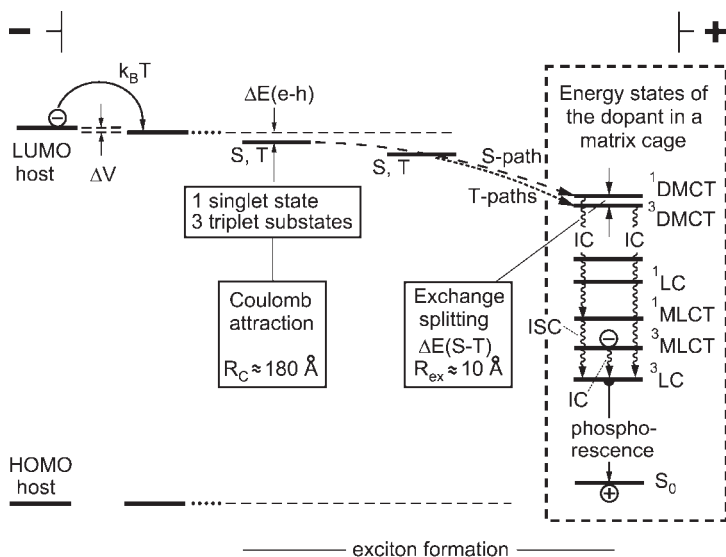 − +
k_BT
ΔE(e-h)
Energy states of
the dopant in a
matrix cage
−
LUMO
host
ΔV
S, T
S, T
S-path
T-paths
¹DMCT
³DMCT
1 singlet state
3 triplet substates
IC IC
Coulomb
attraction
R_C ≈ 180 Å
Exchange
splitting
ΔE(S-T)
R_ex ≈ 10 Å
¹LC
¹MLCT
ISC
−
³MLCT
³LC
IC
phospho-
rescence
HOMO
host
S₀
+
exciton formation